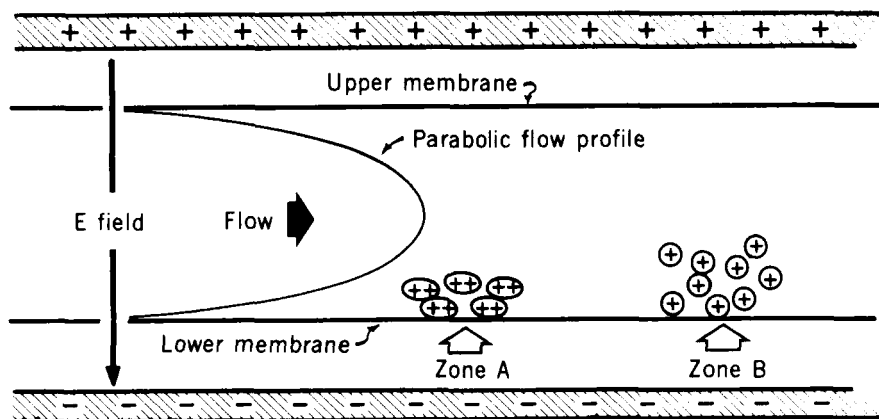 + + + + + + + + + + + +
Upper membrane
Parabolic flow profile
E field
Flow
++ ++ ++
++ ++
+ + + +
+ + + + +
Lower membrane
Zone A
Zone B
− − − − − − − − − − − −